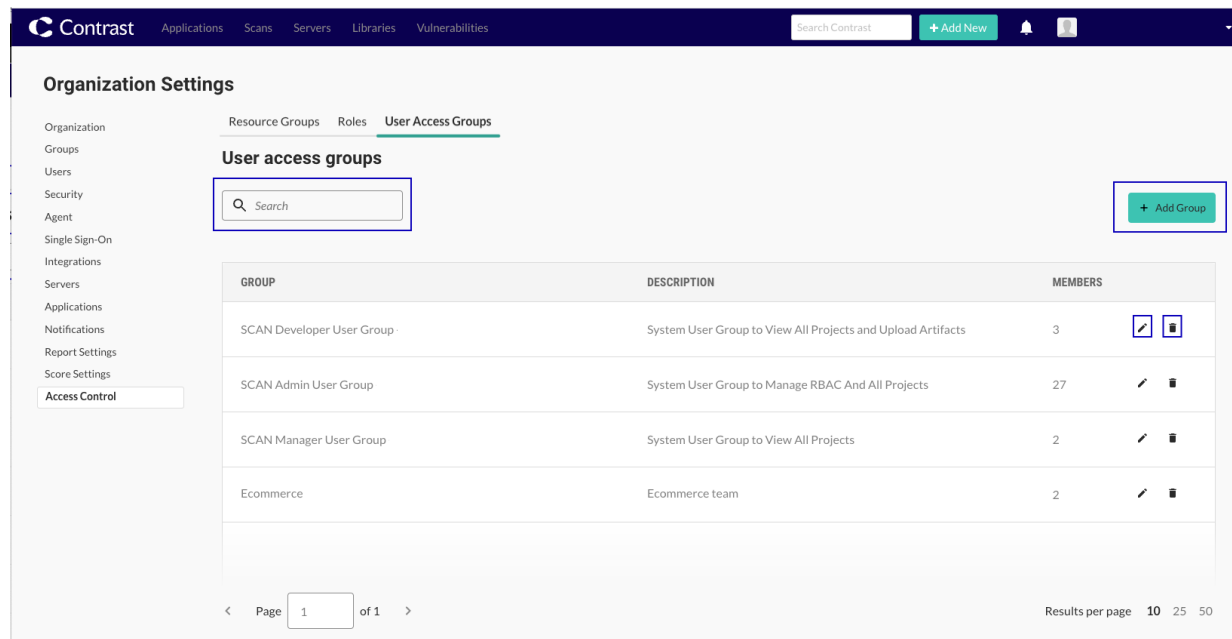 Contrast Applications Scans Servers Libraries Vulnerabilities Search Contrast + Add New
Organization Settings
Organization
Groups
Users
Security
Agent
Single Sign-On
Integrations
Servers
Applications
Notifications
Report Settings
Score Settings
Access Control
Resource Groups Roles User Access Groups
User access groups
Search
+ Add Group
GROUP DESCRIPTION MEMBERS
SCAN Developer User Group System User Group to View All Projects and Upload Artifacts 3
SCAN Admin User Group System User Group to Manage RBAC And All Projects 27
SCAN Manager User Group System User Group to View All Projects 2
Ecommerce Ecommerce team 2
Page 1 of 1 Results per page 10 25 50